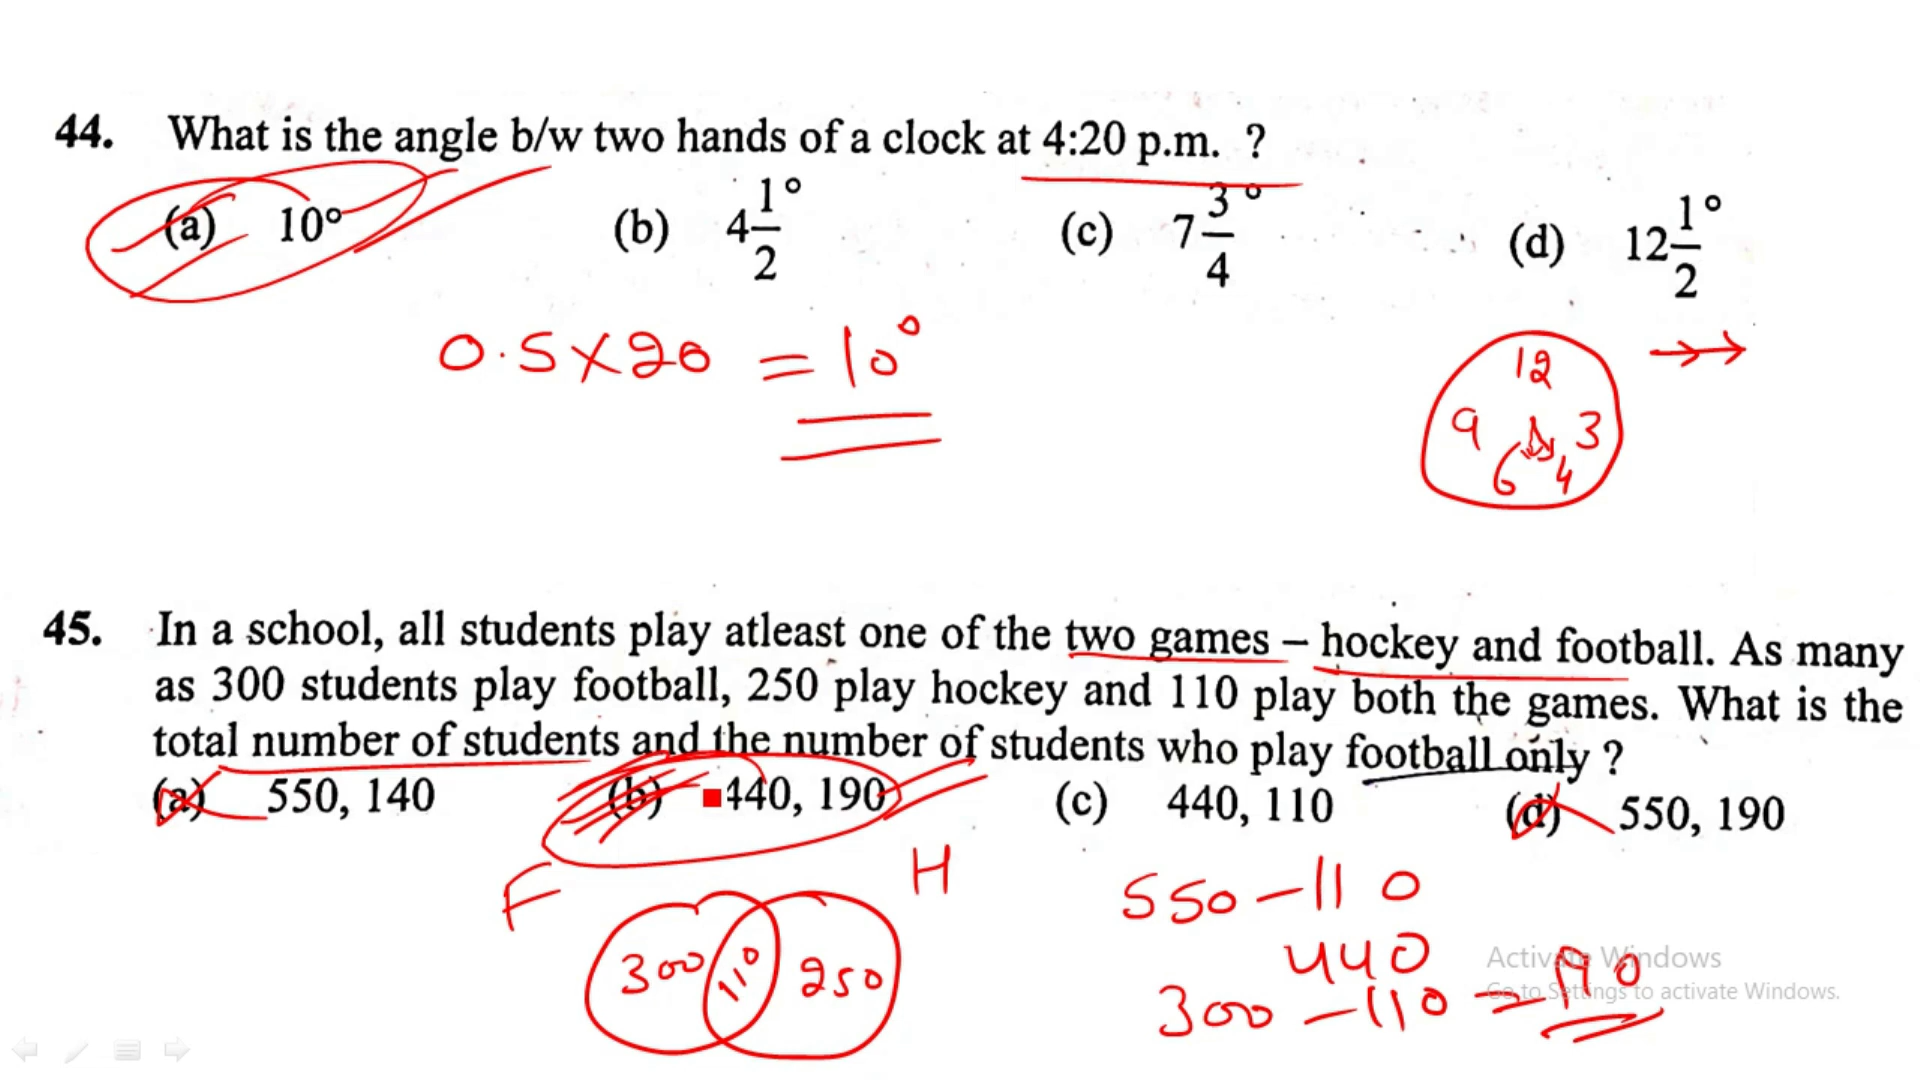 44. What is the angle b/w two hands of a clock at 4:20 p.m. ?
(a) 10° (b) 4 1/2° (c) 7 3/4° (d) 12 1/2°
0.5×20 = 10°
12
9 3
6 4
45. In a school, all students play atleast one of the two games – hockey and football. As many
as 300 students play football, 250 play hockey and 110 play both the games. What is the
total number of students and the number of students who play football only ?
(a) 550, 140 (b) 440, 190 (c) 440, 110 (d) 550, 190
F H
300 110 250
550-110
440
300-110 = 190
Activate Windows
Go to Settings to activate Windows.